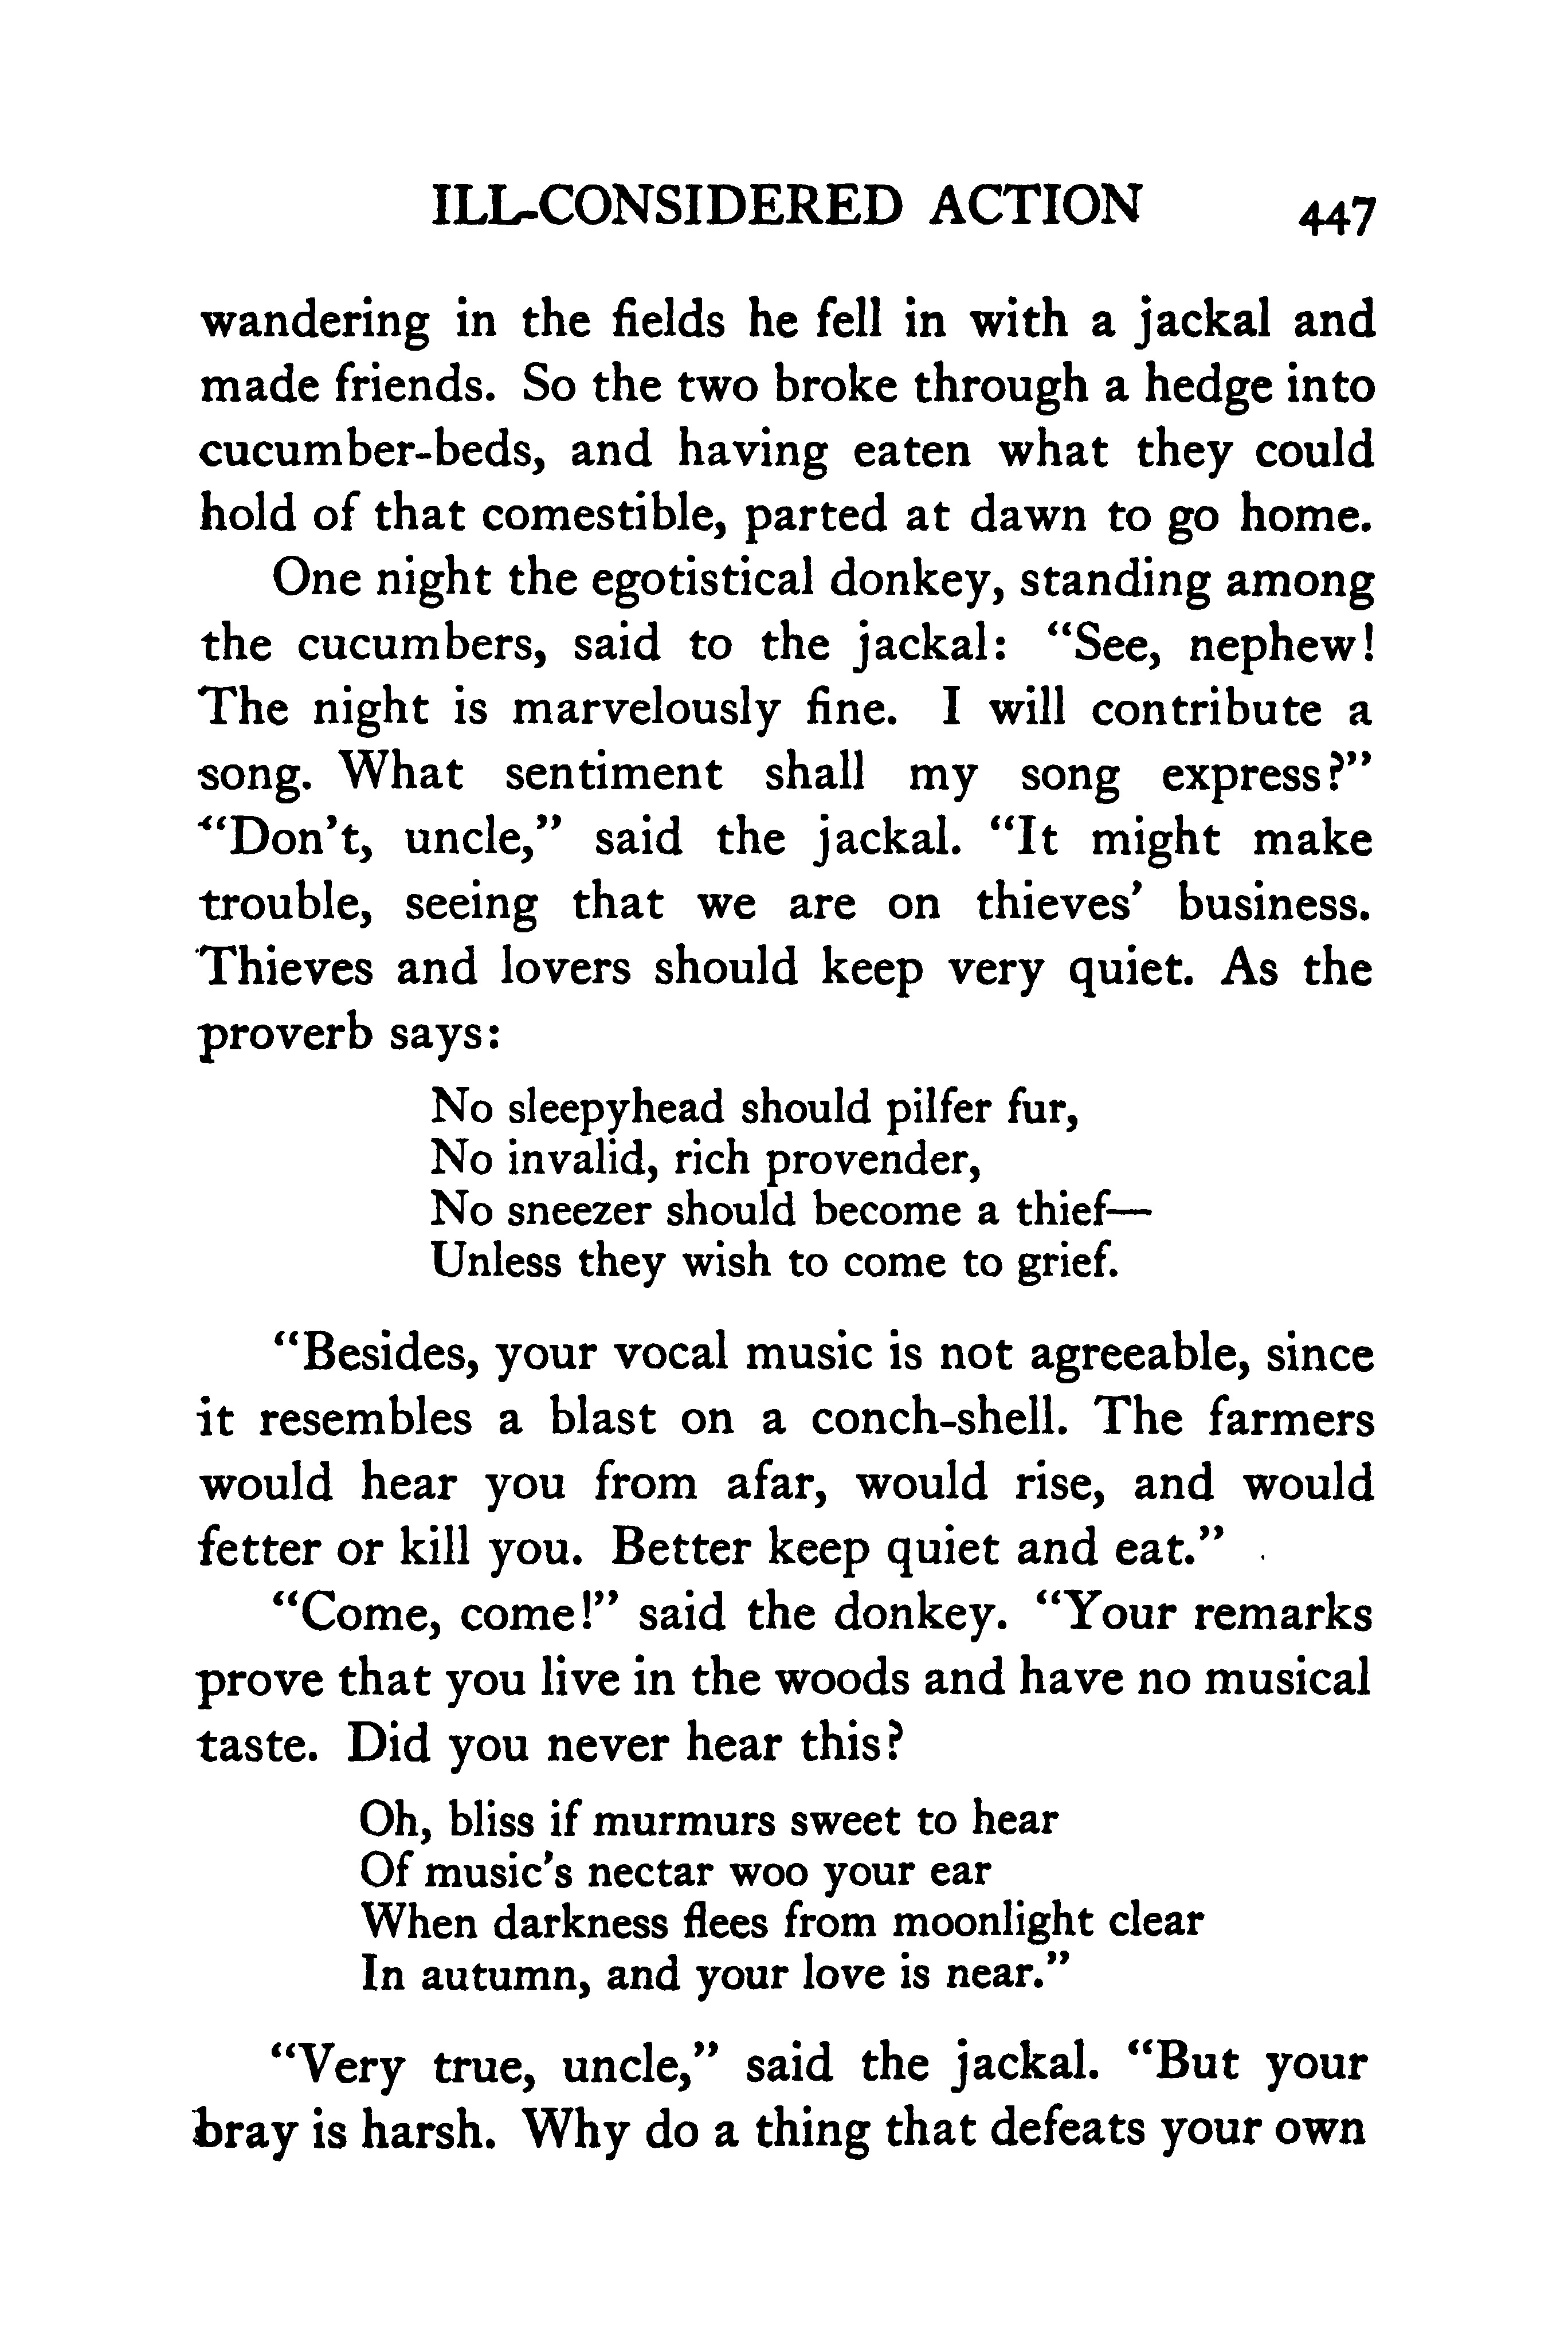 ILL-CONSIDERED ACTION 447
wandering in the fields he fell in with a jackal and
made friends. So the two broke through a hedge into
cucumber-beds, and having eaten what they could
hold of that comestible, parted at dawn to go home.
One night the egotistical donkey, standing among
the cucumbers, said to the jackal: “See, nephew!
The night is marvelously fine. I will contribute a
song. What sentiment shall my song express?”
“Don’t, uncle,” said the jackal. “It might make
trouble, seeing that we are on thieves’ business.
Thieves and lovers should keep very quiet. As the
proverb says:
No sleepyhead should pilfer fur,
No invalid, rich provender,
No sneezer should become a thief—
Unless they wish to come to grief.
“Besides, your vocal music is not agreeable, since
it resembles a blast on a conch-shell. The farmers
would hear you from afar, would rise, and would
fetter or kill you. Better keep quiet and eat.”
“Come, come!” said the donkey. “Your remarks
prove that you live in the woods and have no musical
taste. Did you never hear this?
Oh, bliss if murmurs sweet to hear
Of music’s nectar woo your ear
When darkness flees from moonlight clear
In autumn, and your love is near.”
“Very true, uncle,” said the jackal. “But your
bray is harsh. Why do a thing that defeats your own